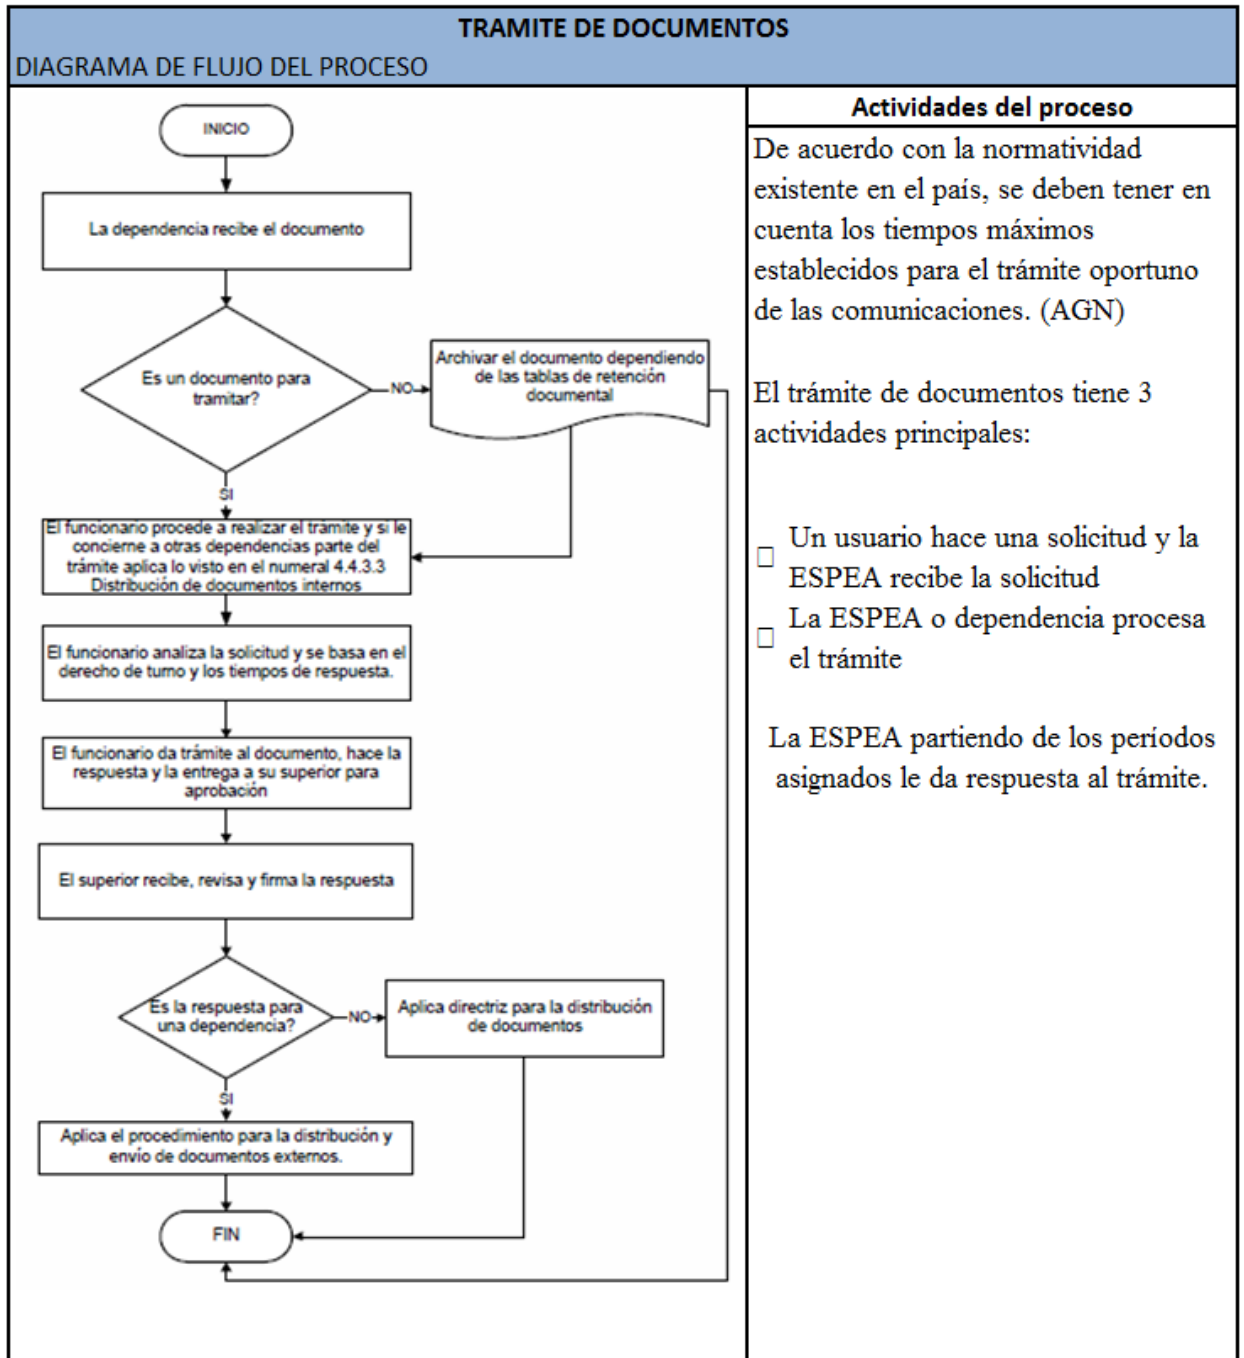 TRAMITE DE DOCUMENTOS
DIAGRAMA DE FLUJO DEL PROCESO
INICIO
La dependencia recibe el documento
Es un documento para
tramitar?
NO
Archivar el documento dependiendo
de las tablas de retención
documental
SI
El funcionario procede a realizar el trámite y si le
concierne a otras dependencias parte del
trámite aplica lo visto en el numeral 4.4.3.3
Distribución de documentos internos
El funcionario analiza la solicitud y se basa en el
derecho de turno y los tiempos de respuesta.
El funcionario da trámite al documento, hace la
respuesta y la entrega a su superior para
aprobación
El superior recibe, revisa y firma la respuesta
Es la respuesta para
una dependencia?
NO
Aplica directriz para la distribución
de documentos
SI
Aplica el procedimiento para la distribución y
envío de documentos externos.
FIN
Actividades del proceso
De acuerdo con la normatividad
existente en el país, se deben tener en
cuenta los tiempos máximos
establecidos para el trámite oportuno
de las comunicaciones. (AGN)
El trámite de documentos tiene 3
actividades principales:
Un usuario hace una solicitud y la
ESPEA recibe la solicitud
La ESPEA o dependencia procesa
el trámite
La ESPEA partiendo de los períodos
asignados le da respuesta al trámite.